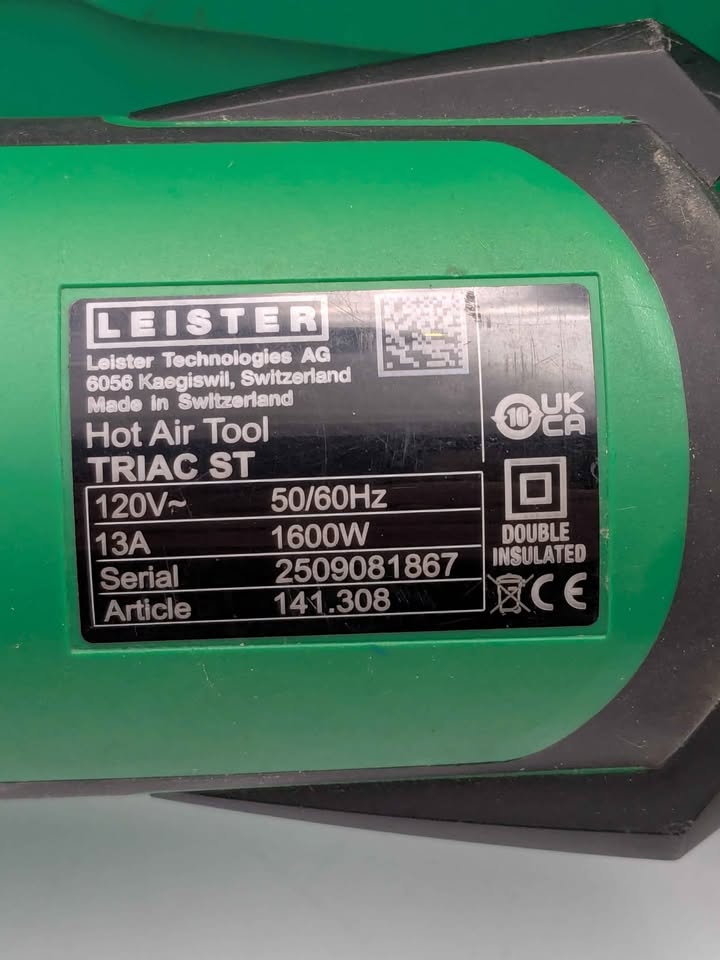 LEISTER
Leister Technologies AG
6056 Kaegiswil, Switzerland
Made in Switzerland
Hot Air Tool
TRIAC ST
120V~ 50/60Hz
13A 1600W
Serial 2509081867
Article 141.308
10
UK
CA
DOUBLE
INSULATED
CE